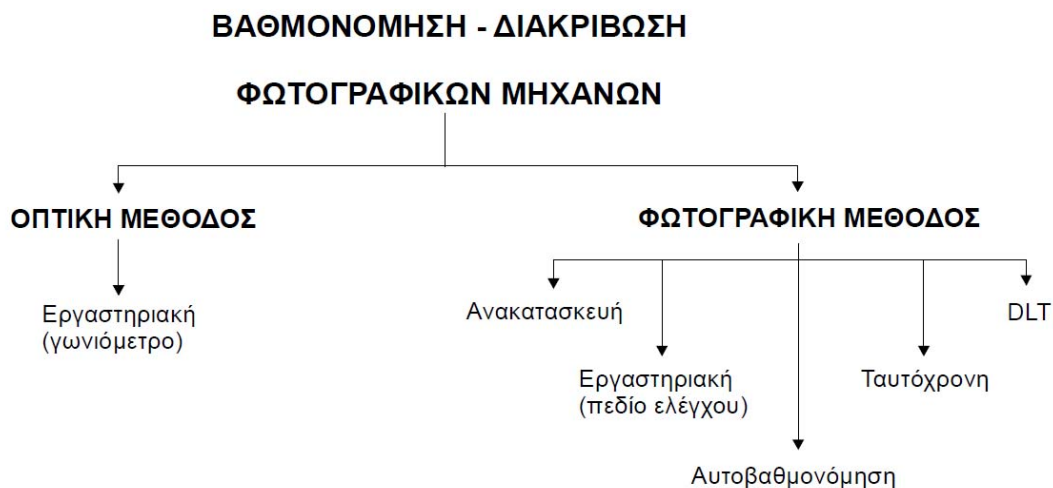 ΒΑΘΜΟΝΟΜΗΣΗ - ΔΙΑΚΡΙΒΩΣΗ
ΦΩΤΟΓΡΑΦΙΚΩΝ ΜΗΧΑΝΩΝ
ΟΠΤΙΚΗ ΜΕΘΟΔΟΣ
ΦΩΤΟΓΡΑΦΙΚΗ ΜΕΘΟΔΟΣ
Εργαστηριακή
(γωνιόμετρο)
Ανακατασκευή
DLT
Εργαστηριακή
(πεδίο ελέγχου)
Ταυτόχρονη
Αυτοβαθμονόμηση